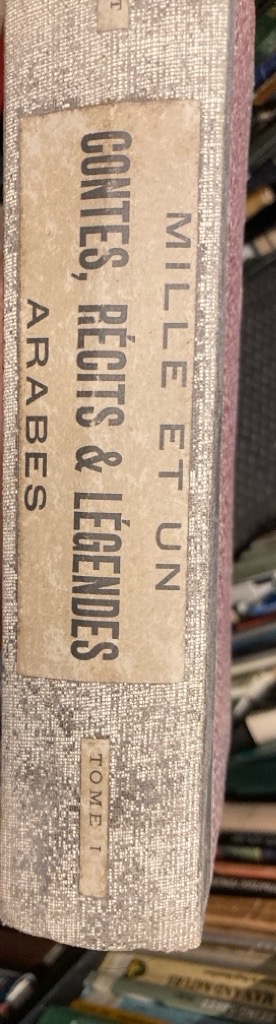 MILLE ET UN
CONTES, RÉCITS & LÉGENDES
ARABES
TOME I